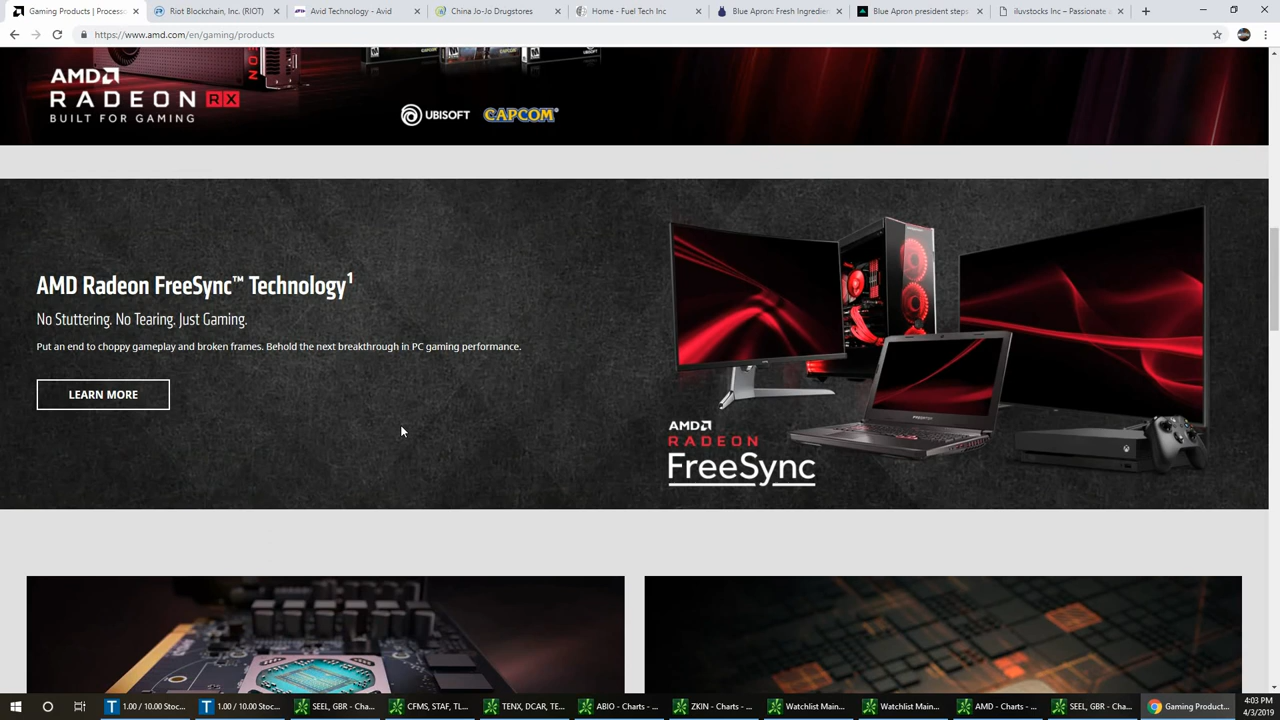 Gaming Products | Process
Riot Blockchain, Inc. (RIOT)
Avid Technology - Avid
China Jo-Jo Drugstores
Home - Fuel Tech Inc
Blue Apron: Fresh Ingredie
Blue Apron president steps
iluvstocks Inc – Passionate
https://www.amd.com/en/gaming/products
AMD
RADEON RX
BUILT FOR GAMING
UBISOFT
CAPCOM
AMD Radeon FreeSync™ Technology¹
No Stuttering. No Tearing. Just Gaming.
Put an end to choppy gameplay and broken frames. Behold the next breakthrough in PC gaming performance.
LEARN MORE
AMD
RADEON
FreeSync
1.00 / 10.00 Stoc...
1.00 / 10.00 Stoc...
SEEL, GBR - Cha...
CFMS, STAF, TL...
TENX, DCAR, TE...
ABIO - Charts - ...
ZKIN - Charts - ...
Watchlist Main...
Watchlist Main...
AMD - Charts - ...
SEEL, GBR - Cha...
Gaming Product...
4:03 PM
4/3/2019